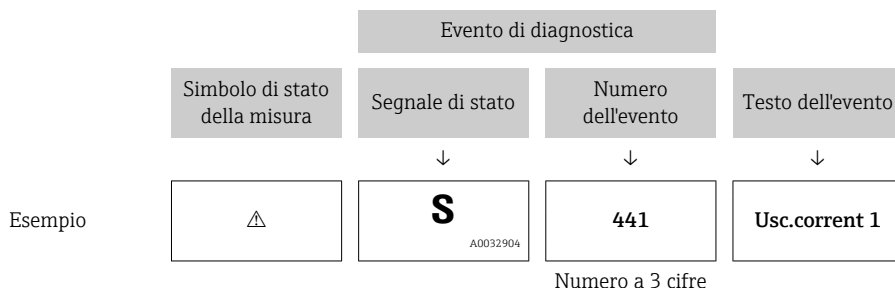 Evento di diagnostica
Simbolo di stato
della misura
Segnale di stato
Numero
dell'evento
Testo dell'evento
↓ ↓ ↓
Esempio
⚠
S
A0032904
441
Usc.corrent 1
Numero a 3 cifre